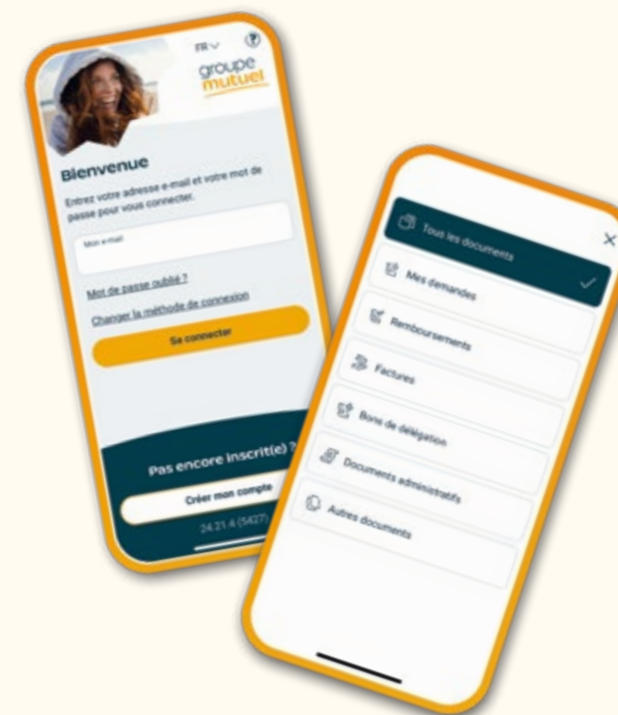 FR
groupe
mutuel
Bienvenue
Entrez votre adresse e-mail et votre mot de
passe pour vous connecter.
Mon e-mail
Mot de passe oublié ?
Changer la méthode de connexion
Se connecter
Pas encore inscrit(e) ?
Créer mon compte
24.21.4 (5427)
Tous les documents
Mes demandes
Remboursements
Factures
Bons de délégation
Documents administratifs
Autres documents